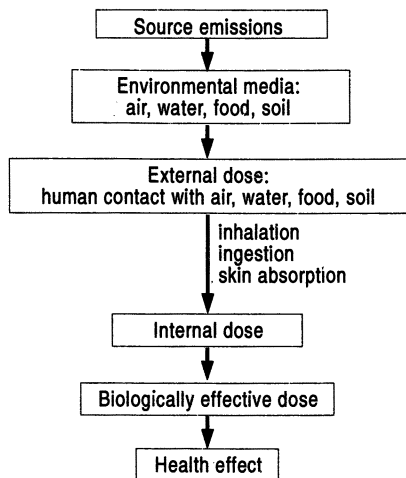 Source emissions
Environmental media:
air, water, food, soil
External dose:
human contact with air, water, food, soil
inhalation
ingestion
skin absorption
Internal dose
Biologically effective dose
Health effect